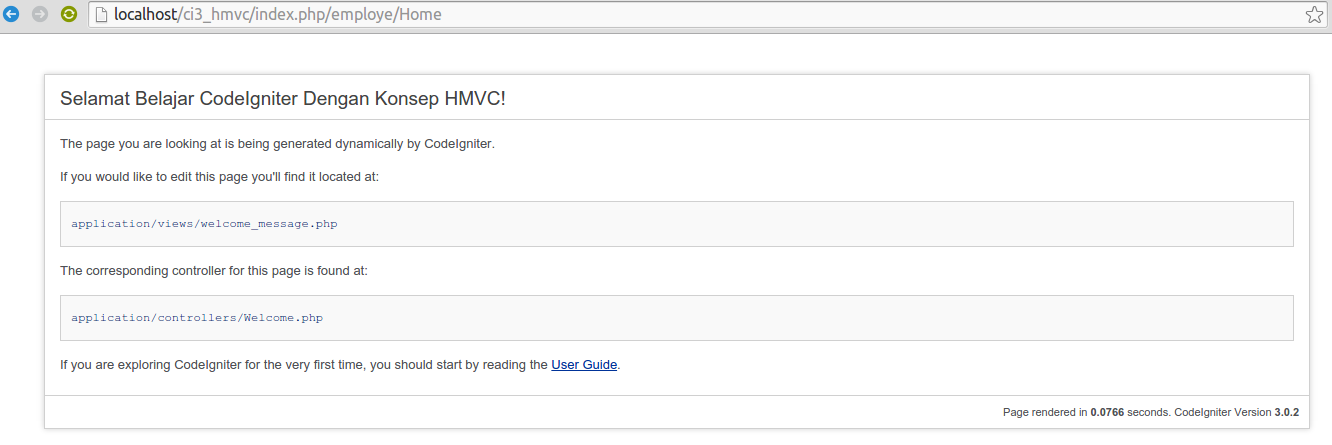 localhost/ci3_hmvc/index.php/employe/Home
Selamat Belajar CodeIgniter Dengan Konsep HMVC!
The page you are looking at is being generated dynamically by CodeIgniter.
If you would like to edit this page you'll find it located at:
application/views/welcome_message.php
The corresponding controller for this page is found at:
application/controllers/Welcome.php
If you are exploring CodeIgniter for the very first time, you should start by reading the User Guide.
Page rendered in 0.0766 seconds. CodeIgniter Version 3.0.2